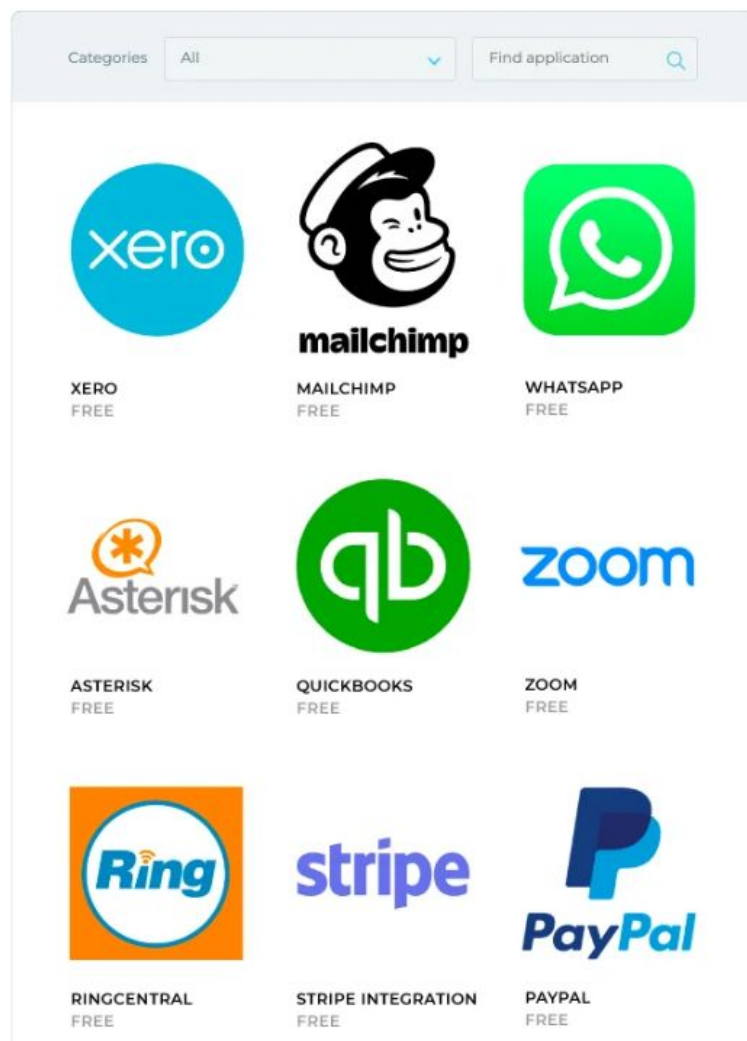 Categories All Find application
xero
mailchimp
XERO
FREE
MAILCHIMP
FREE
WHATSAPP
FREE
Asterisk
qb
zoom
ASTERISK
FREE
QUICKBOOKS
FREE
ZOOM
FREE
Ring
stripe
PayPal
RINGCENTRAL
FREE
STRIPE INTEGRATION
FREE
PAYPAL
FREE